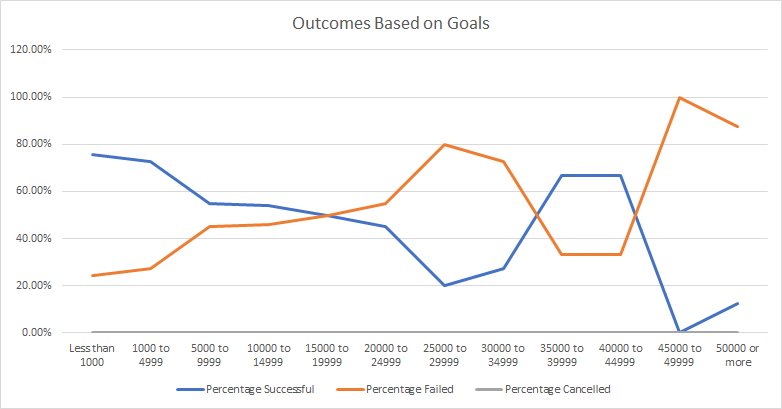 Outcomes Based on Goals
120.00%
100.00%
80.00%
60.00%
40.00%
20.00%
0.00%
Less than
1000
1000 to
4999
5000 to
9999
10000 to
14999
15000 to
19999
20000 to
24999
25000 to
29999
30000 to
34999
35000 to
39999
40000 to
44999
45000 to
49999
50000 or
more
Percentage Successful
Percentage Failed
Percentage Cancelled